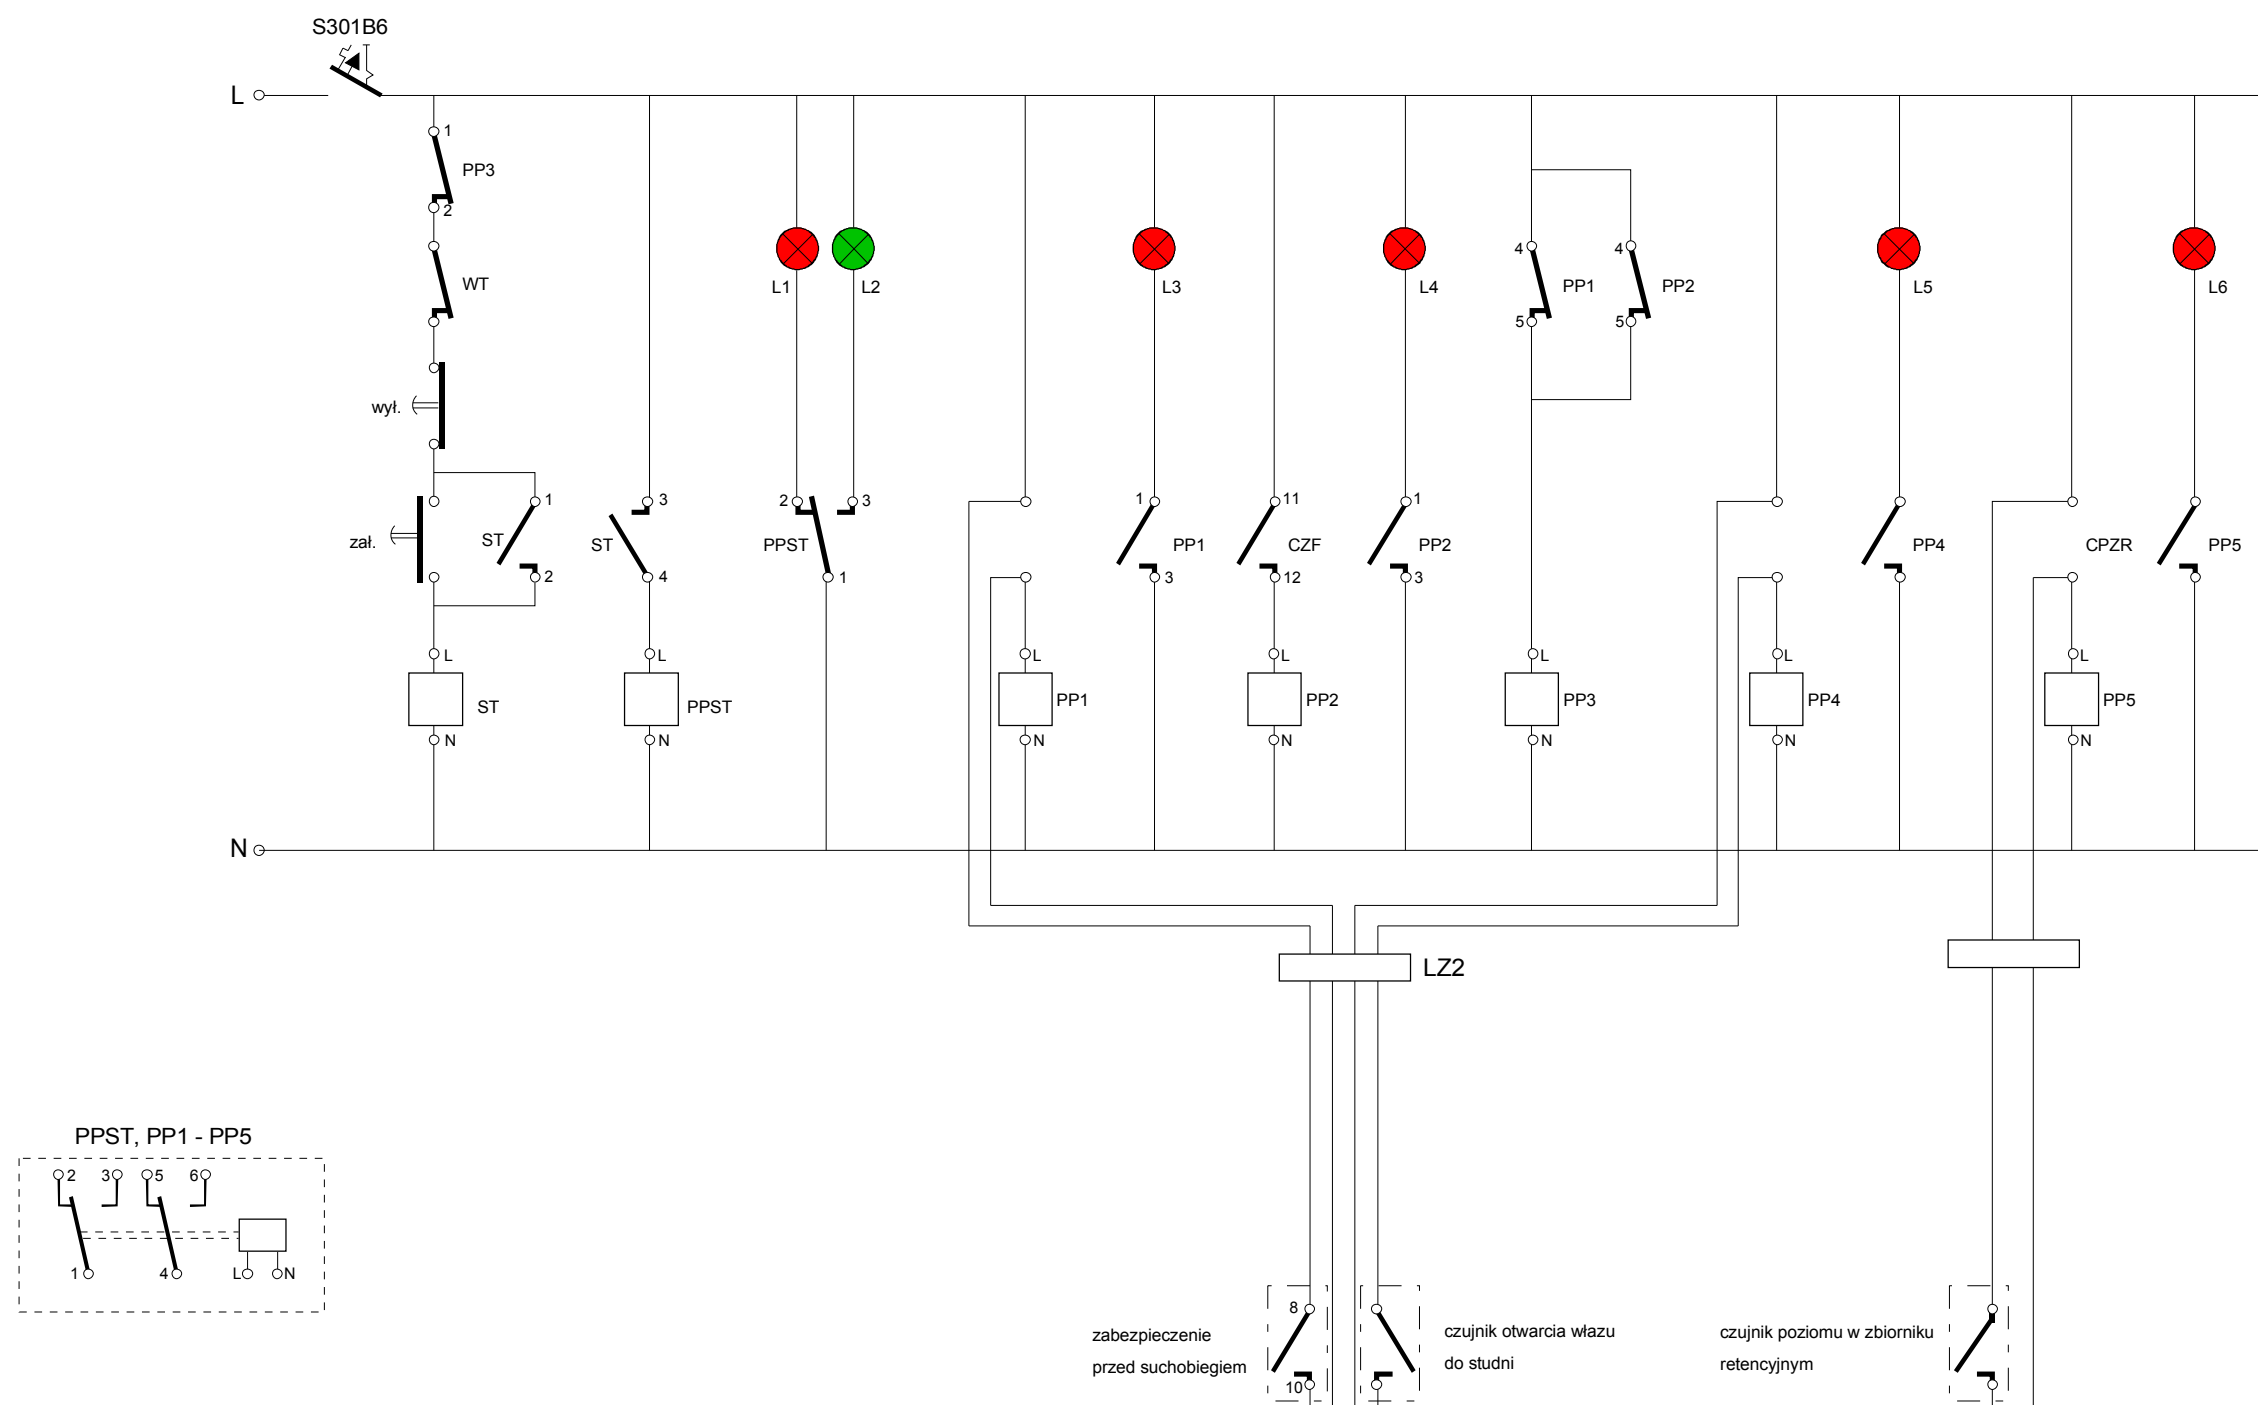 S301B6
L
1
PP3
2
WT
L1
L2
L3
L4
4
PP1
5
4
PP2
5
L5
L6
wył.
zał.
1
ST
2
3
ST
4
2
3
PPST
1
1
PP1
3
11
CZF
12
1
PP2
3
PP4
CPZR
PP5
L
ST
N
L
PPST
N
L
PP1
N
L
PP2
N
L
PP3
N
L
PP4
N
L
PP5
N
N
LZ2
PPST, PP1 - PP5
2 3 5 6
1 4 L N
8
10
zabezpieczenie
przed suchobiegiem
czujnik otwarcia włazu
do studni
czujnik poziomu w zbiorniku
retencyjnym